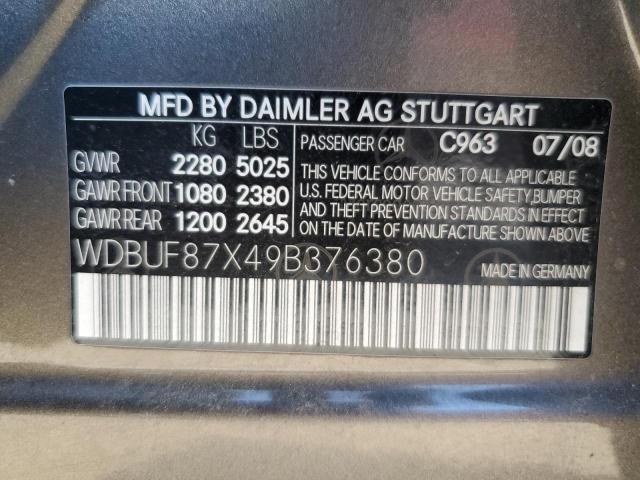 MFD BY DAIMLER AG STUTTGART
KG LBS
GVWR 2280 5025
GAWR FRONT 1080 2380
GAWR REAR 1200 2645
PASSENGER CAR C963 07/08
THIS VEHICLE CONFORMS TO ALL APPLICABLE
U.S. FEDERAL MOTOR VEHICLE SAFETY,BUMPER
AND THEFT PREVENTION STANDARDS IN EFFECT
ON THE DATE OF MANUFACTURE SHOWN ABOVE.
WDBUF87X49B376380
MADE IN GERMANY